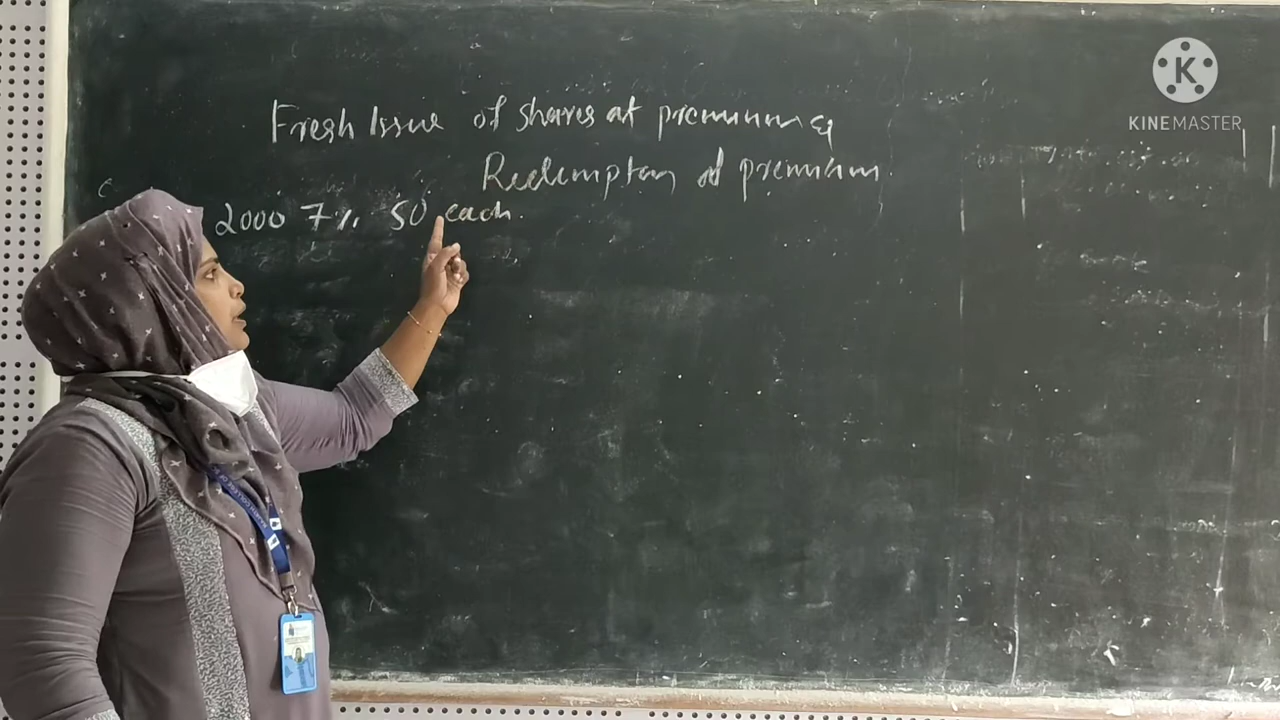 Fresh Issue of shares at premium &
Redemption at premium.
2000 7% 50 each.
K
KINEMASTER